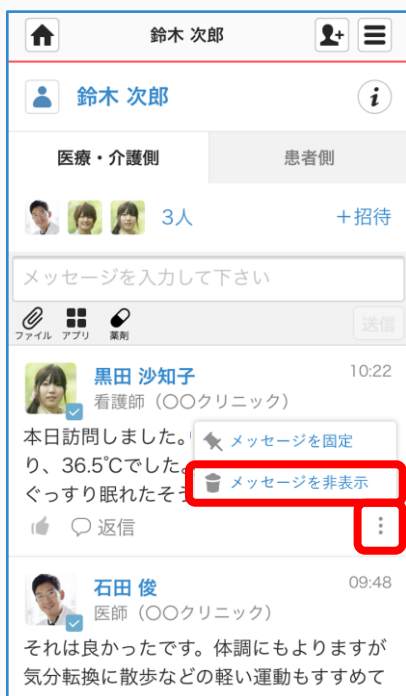 鈴木 次郎
鈴木 次郎
医療・介護側
患者側
3人
＋招待
メッセージを入力して下さい
ファイル アプリ 薬剤
送信
黒田 沙知子
10:22
看護師（〇〇クリニック）
本日訪問しました。
メッセージを固定
り、36.5℃でした。
メッセージを非表示
ぐっすり眠れたそ
返信
石田 俊
09:48
医師（〇〇クリニック）
それは良かったです。体調にもよりますが
気分転換に散歩などの軽い運動もすすめて